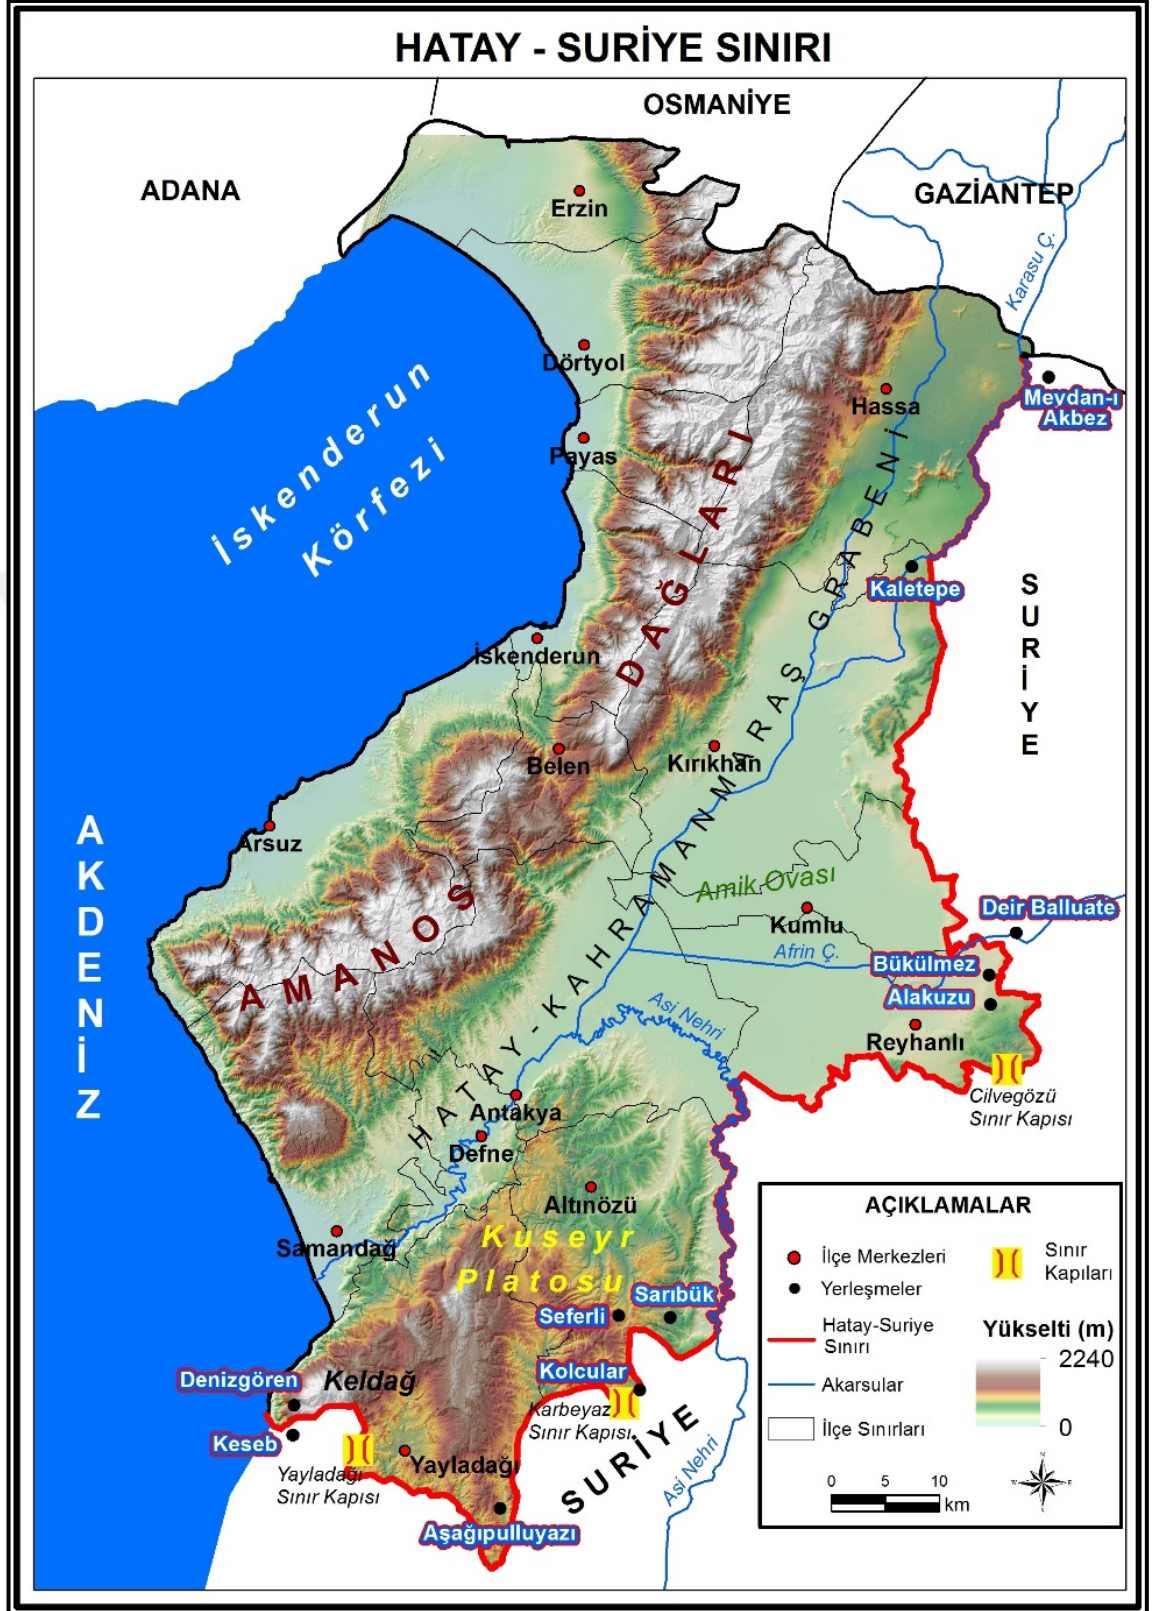 HATAY - SURİYE SINIRI
OSMANİYE
ADANA
GAZİANTEP
Erzin
Karasu Ç.
Dörtyol
Hassa
Meydan-ı
Akbez
Payas
İskenderun
Körfezi
Kaletepe
SURİYE
İskenderun
Belen
Kırıkhan
Arsuz
AKDENİZ
AMANOS DAĞLARI
HATAY - KAHRAMANMARAŞ GRABENİ
Amik Ovası
Kumlu
Afrin Ç.
Deir Balluate
Bükülmez
Alakuzu
Asi Nehri
Reyhanlı
Cilvegözü
Sınır Kapısı
Antakya
Defne
Altınözü
Samandağ
Kuseyr
Platosu
Seferli
Sarıbük
Denizgören
Keldağ
Kolcular
Karbeyaz
Sınır Kapısı
Keseb
Yayladağı
Sınır Kapısı
Yayladağı
SURİYE
Asi Nehri
Aşağıpulluyazı
AÇIKLAMALAR
İlçe Merkezleri
Sınır
Kapıları
Yerleşmeler
Hatay-Suriye
Sınırı
Yükselti (m)
2240
0
Akarsular
İlçe Sınırları
0 5 10
km
N
E
S
W